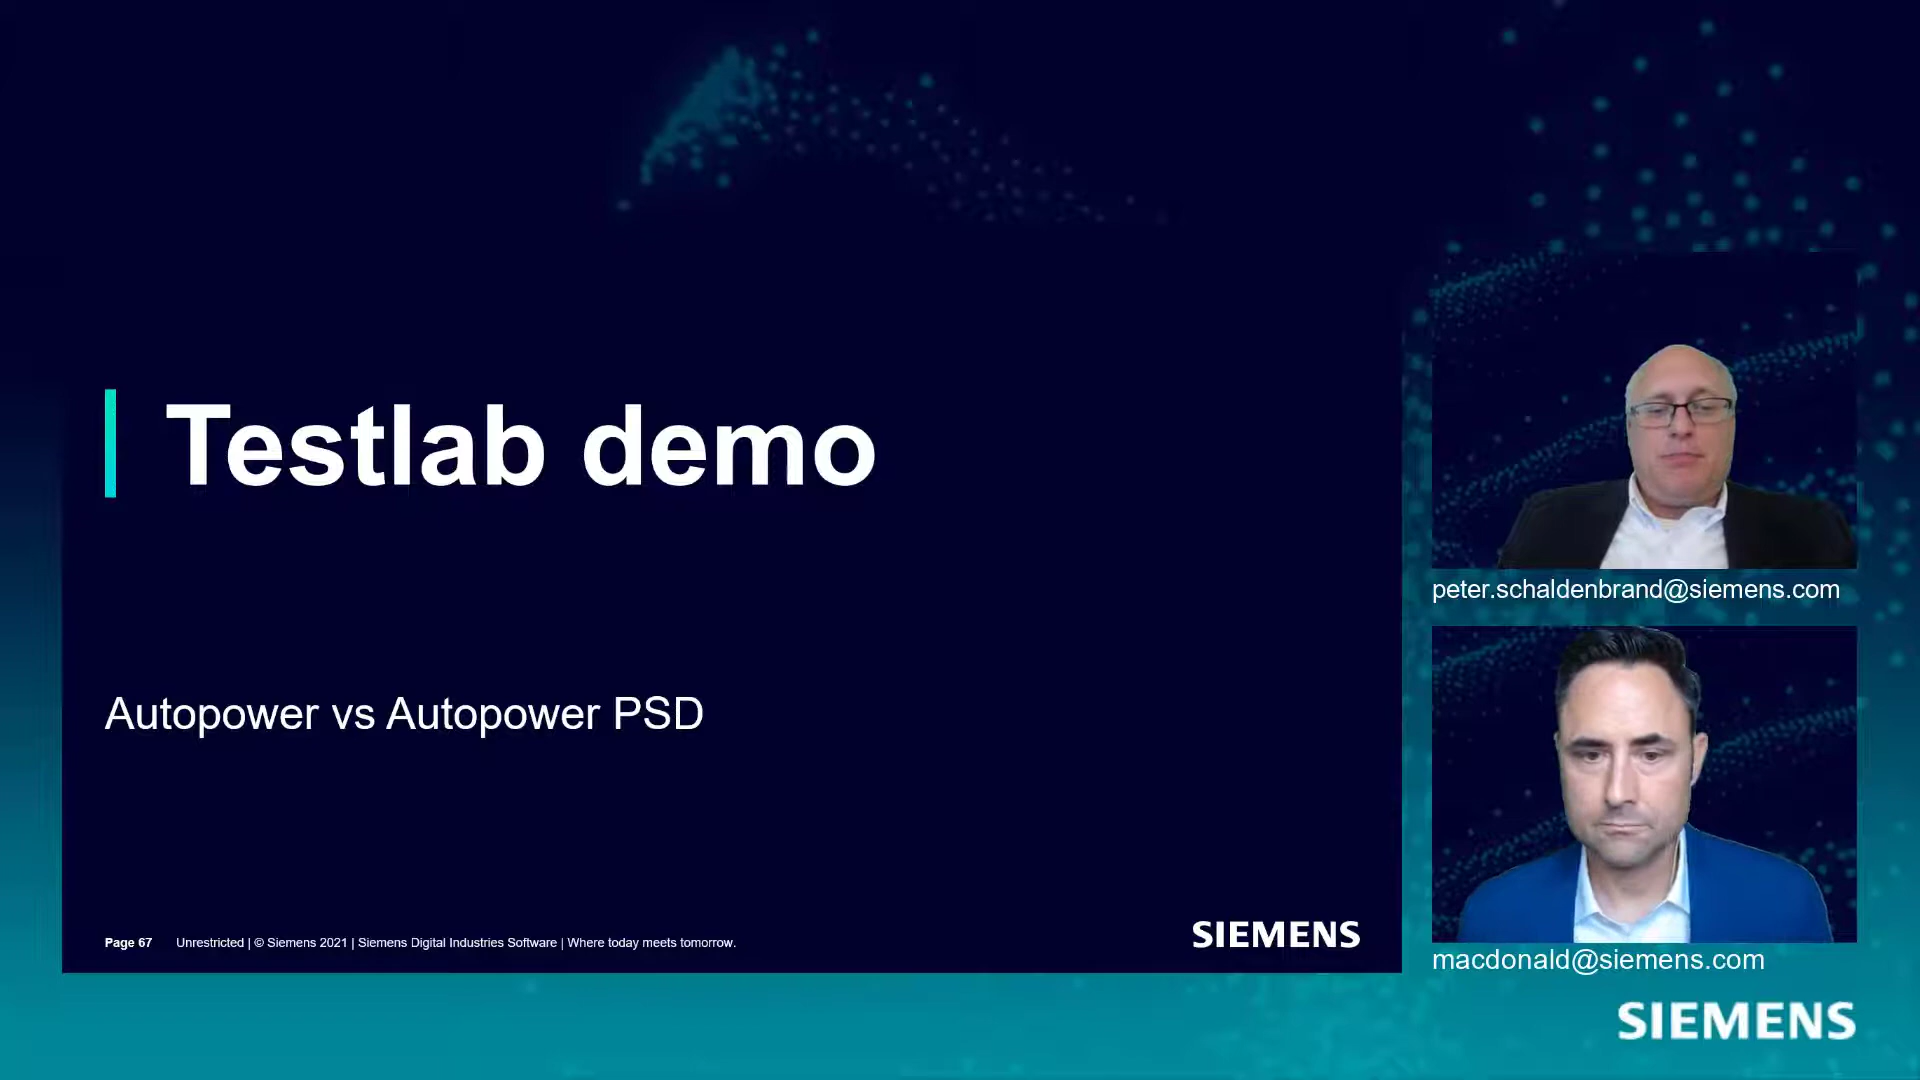 Testlab demo
Autopower vs Autopower PSD
Page 67 Unrestricted | © Siemens 2021 | Siemens Digital Industries Software | Where today meets tomorrow.
SIEMENS
peter.schaldenbrand@siemens.com
macdonald@siemens.com
SIEMENS